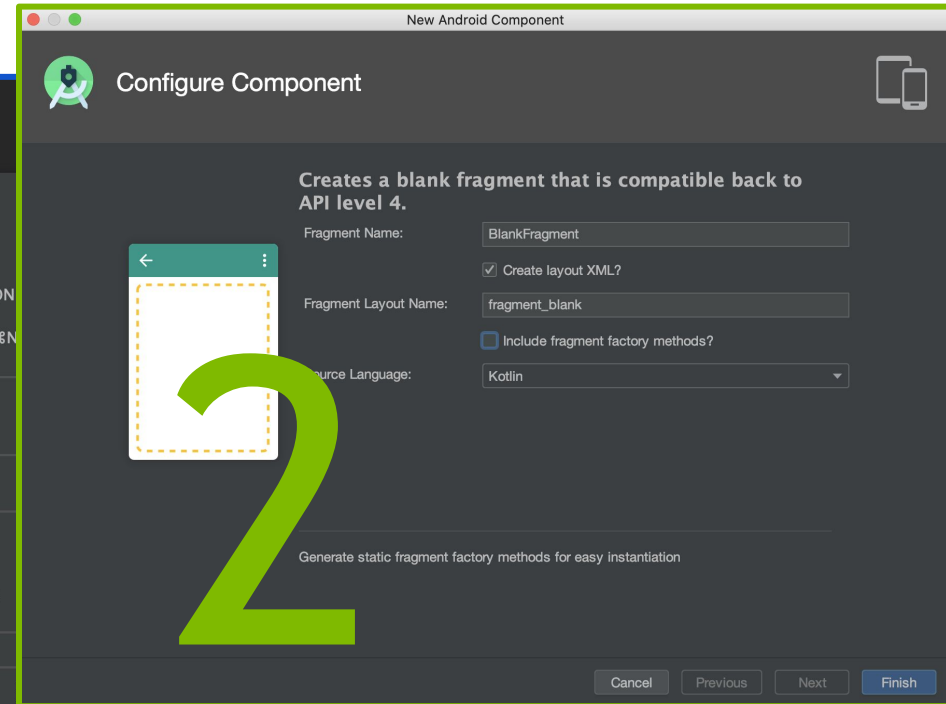 New Android Component
Configure Component
Creates a blank fragment that is compatible back to
API level 4.
Fragment Name:
BlankFragment
Create layout XML?
ON
Fragment Layout Name:
fragment_blank
⌘N
Include fragment factory methods?
Source Language:
Kotlin
2
Generate static fragment factory methods for easy instantiation
Cancel
Previous
Next
Finish